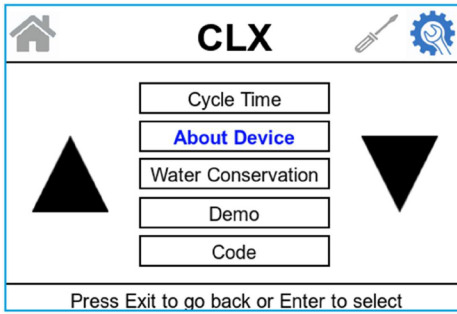 CLX
Cycle Time
About Device
Water Conservation
Demo
Code
Press Exit to go back or Enter to select